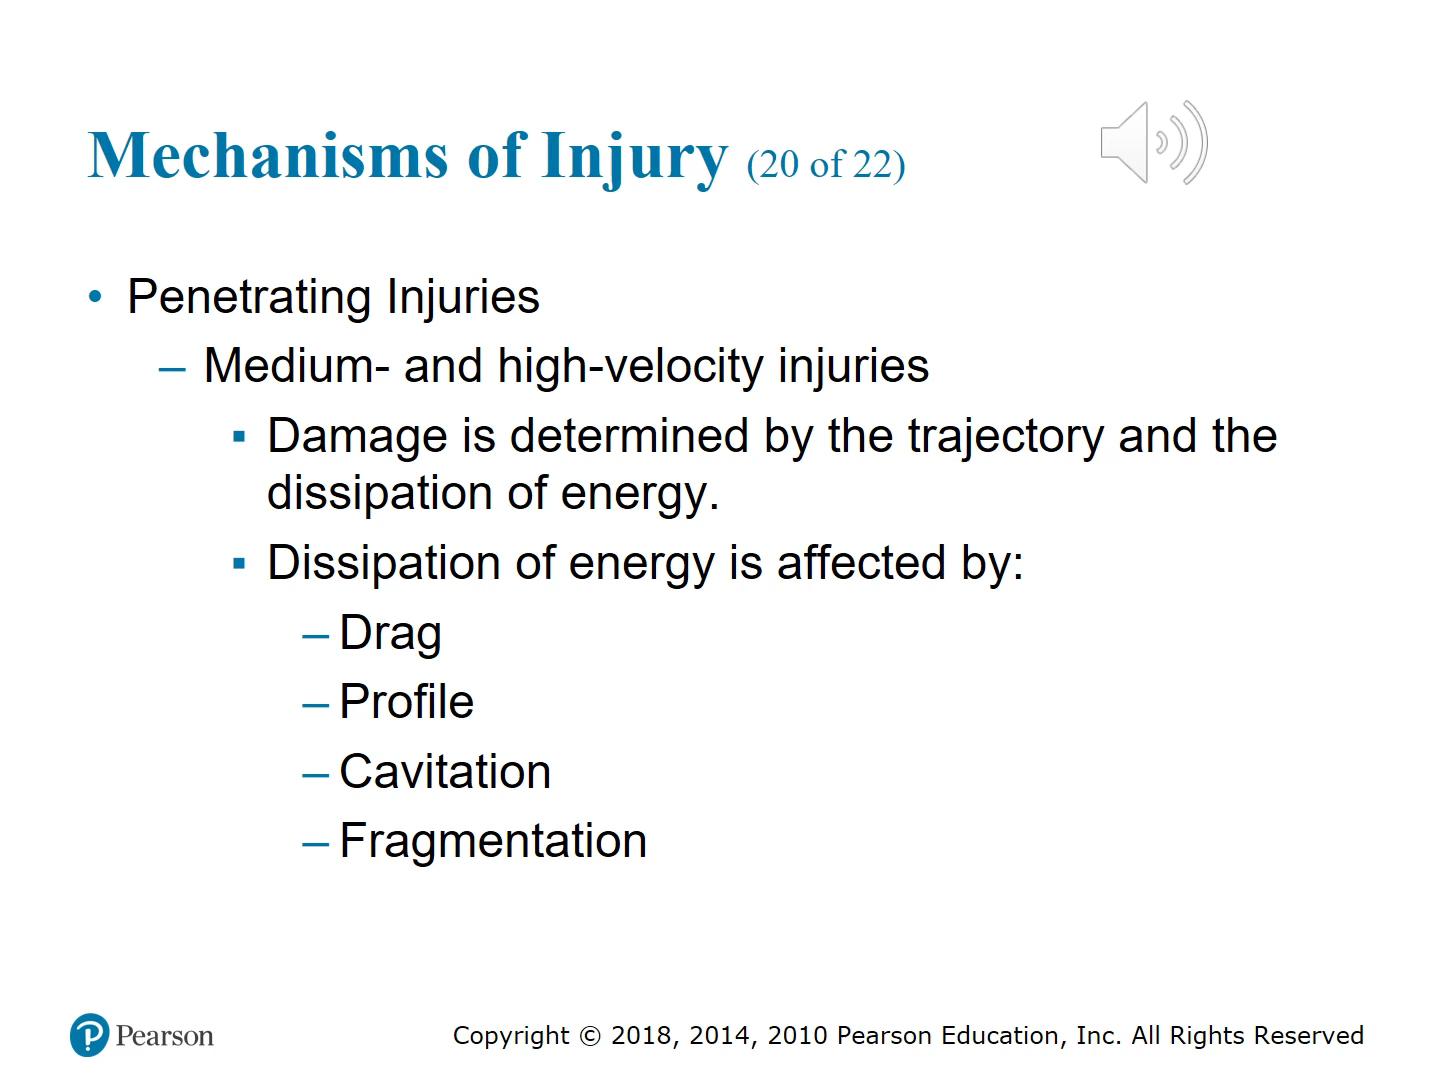 Mechanisms of Injury (20 of 22)
• Penetrating Injuries
– Medium- and high-velocity injuries
▪ Damage is determined by the trajectory and the
dissipation of energy.
▪ Dissipation of energy is affected by:
– Drag
– Profile
– Cavitation
– Fragmentation
Pearson
Copyright © 2018, 2014, 2010 Pearson Education, Inc. All Rights Reserved